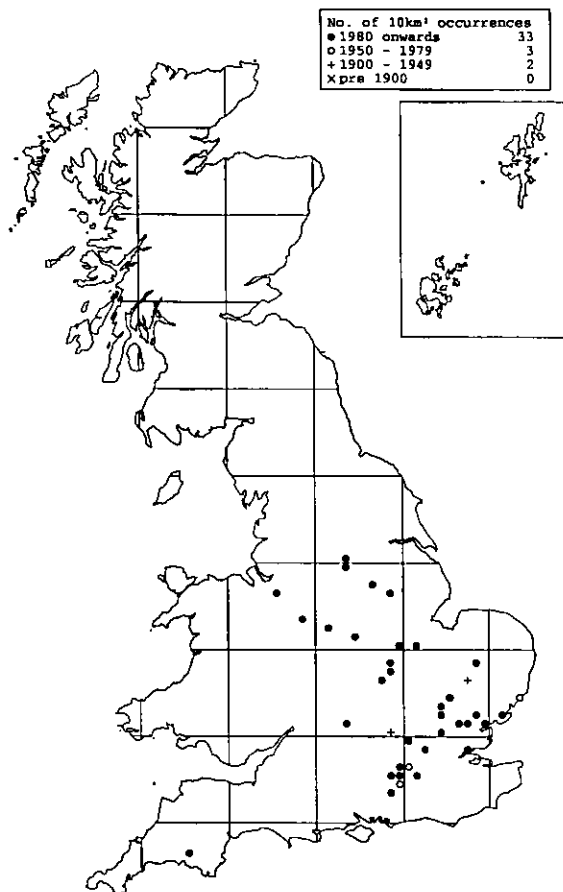 No. of 10km² occurrences
● 1980 onwards 33
o 1950 - 1979 3
+ 1900 - 1949 2
x pre 1900 0